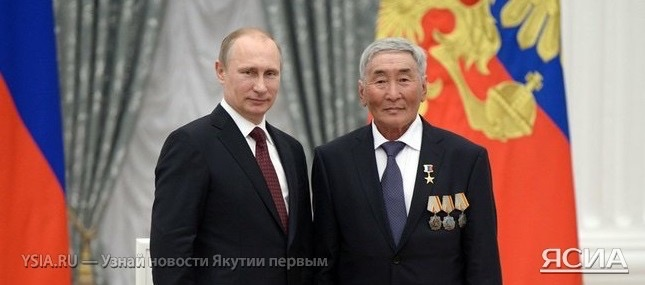 YSIA.RU — Узнай новости Якутии первым
ЯСИА